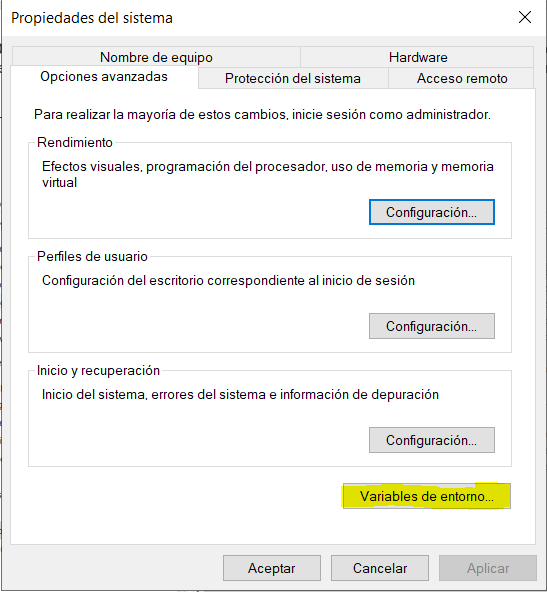 Propiedades del sistema
Nombre de equipo
Hardware
Opciones avanzadas
Protección del sistema
Acceso remoto
Para realizar la mayoría de estos cambios, inicie sesión como administrador.
Rendimiento
Efectos visuales, programación del procesador, uso de memoria y memoria
virtual
Configuración...
Perfiles de usuario
Configuración del escritorio correspondiente al inicio de sesión
Configuración...
Inicio y recuperación
Inicio del sistema, errores del sistema e información de depuración
Configuración...
Variables de entorno...
Aceptar
Cancelar
Aplicar